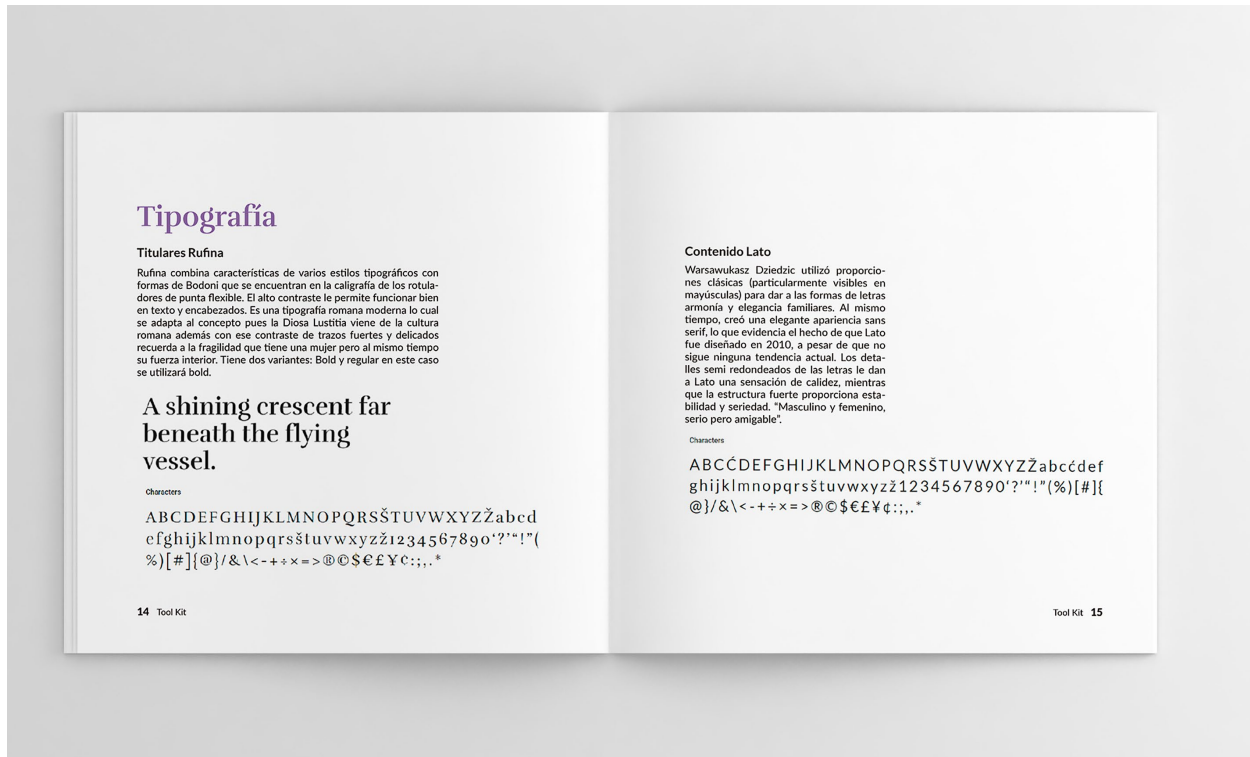 Tipografía
Titulares Rufina
Rufina combina características de varios estilos tipográficos con
formas de Bodoni que se encuentran en la caligrafía de los rotula-
dores de punta flexible. El alto contraste le permite funcionar bien
en texto y encabezados. Es una tipografía romana moderna lo cual
se adapta al concepto pues la Diosa Lustitia viene de la cultura
romana además con ese contraste de trazos fuertes y delicados
recuerda a la fragilidad que tiene una mujer pero al mismo tiempo
su fuerza interior. Tiene dos variantes: Bold y regular en este caso
se utilizará bold.
A shining crescent far
beneath the flying
vessel.
Characters
ABCDEFGHIJKLMNOPQRSŠTUVWXYZŽabcd
efghijklmnopqrsštuvwxyzž1234567890‘?’“!”(
%)[#]{@}/&\<-+÷×=>®©$€£¥¢:;,.*
14 Tool Kit
Contenido Lato
Warsawukasz Dziedzic utilizó proporcio-
nes clásicas (particularmente visibles en
mayúsculas) para dar a las formas de letras
armonía y elegancia familiares. Al mismo
tiempo, creó una elegante apariencia sans
serif, lo que evidencia el hecho de que Lato
fue diseñado en 2010, a pesar de que no
sigue ninguna tendencia actual. Los deta-
lles semi redondeados de las letras le dan
a Lato una sensación de calidez, mientras
que la estructura fuerte proporciona esta-
bilidad y seriedad. “Masculino y femenino,
serio pero amigable”.
Characters
ABCĆDEFGHIJKLMNOPQRSŠTUVWXYZŽabcćdef
ghijklmnopqrsštuvwxyzž1234567890‘?’“!”(%)[#]{
@}/&\<-+÷×=>®©$€£¥¢:;,.*
Tool Kit 15